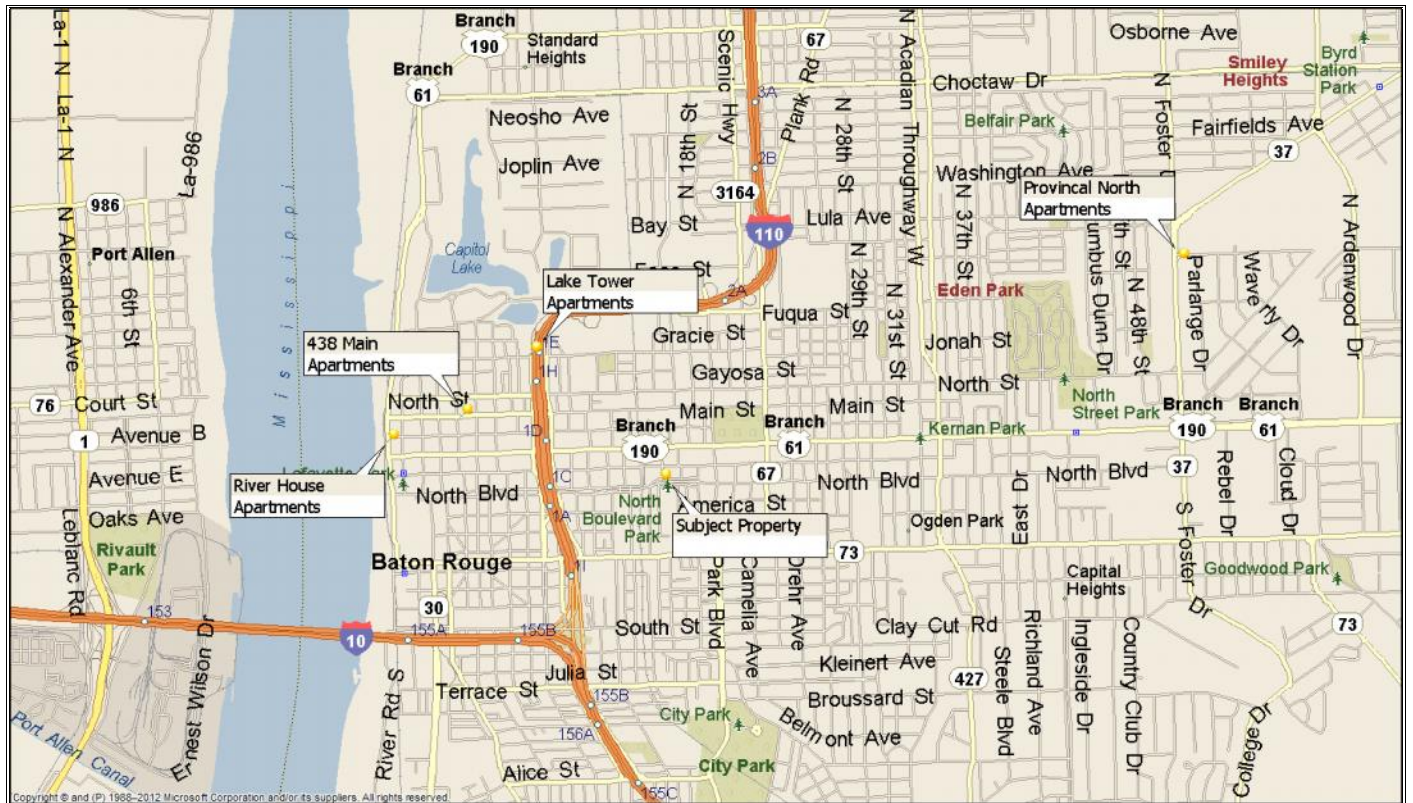 Branch
190
Standard
Heights
Branch
61
La-1 N
La-1 N
La-986
986
N Alexander Ave
Port Allen
6th St
Neosho Ave
Joplin Ave
N 18th St
Scenic Hwy
67
Plank Rd
3A
2B
3164
Bay St
Lula Ave
110
Capitol
Lake
2A
N 28th St
N 29th St
N 31st St
N Acadian Throughway W
Choctaw Dr
Osborne Ave
Smiley
Heights
Byrd
Station
Park
Belfair Park
N Foster
Fairfields Ave
37
Washington Ave
N 37th St
Provincal North
Apartments
N 48th St
Parlange Dr
Waverly Dr
N Ardenwood Dr
Eden Park
Lake Tower
Apartments
1E
1H
Fuqua St
Gracie St
Gayosa St
Jonah St
North St
438 Main
Apartments
North St
Main St
Main St
North
Street Park
Branch
190
Branch
61
76
Court St
1
Avenue B
Avenue E
Oaks Ave
Leblanc Rd
Rivault
Park
Mississippi
River House
Apartments
North Blvd
1D
1C
1A
Branch
190
Branch
61
67
Kernan Park
North Blvd
North Blvd
North
Boulevard
Park
America St
Subject Property
Ogden Park
East Dr
37
Rebel Dr
Cloud Dr
S Foster Dr
Goodwood Park
73
Baton Rouge
30
73
Capital
Heights
153
10
155A
155B
South St
Park Blvd
Camelia Ave
Drehr Ave
Clay Cut Rd
Kleinert Ave
Broussard St
427
Steele Blvd
Richland Ave
Ingleside Dr
Country Club Dr
College Dr
Ernest Wilson Dr
River Rd S
Terrace St
Julia St
155B
156A
City Park
City Park
Belmont Ave
Alice St
155C
Port Allen Canal
Copyright © and (P) 1988–2012 Microsoft Corporation and/or its suppliers. All rights reserved.